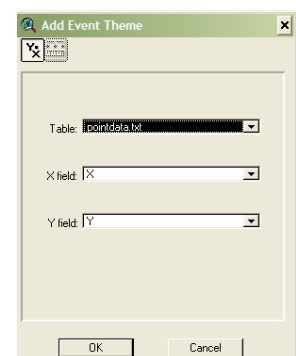 Add Event Theme
Table: pointdata.txt
X field: X
Y field: Y
OK Cancel